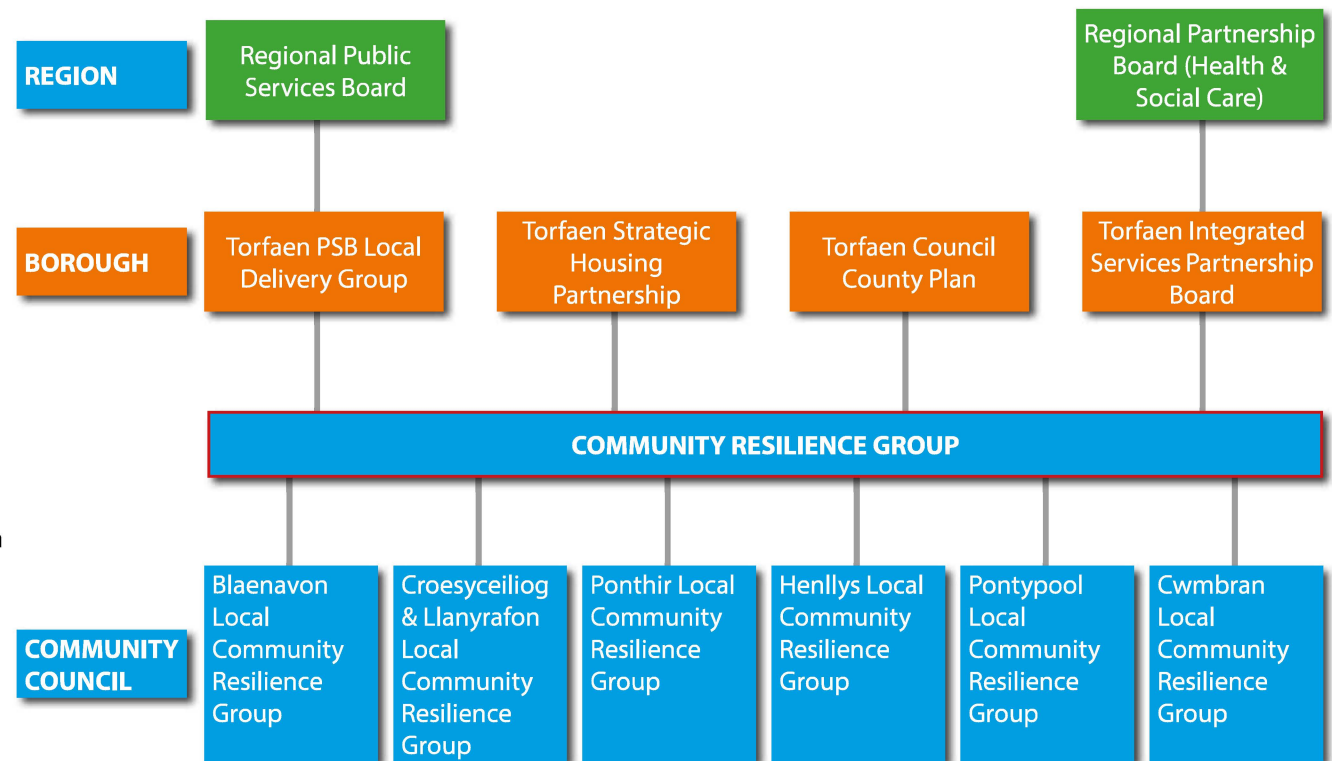 REGION
Regional Public
Services Board
Regional Partnership
Board (Health &
Social Care)
BOROUGH
Torfaen PSB Local
Delivery Group
Torfaen Strategic
Housing
Partnership
Torfaen Council
County Plan
Torfaen Integrated
Services Partnership
Board
COMMUNITY RESILIENCE GROUP
COMMUNITY
COUNCIL
Blaenavon
Local
Community
Resilience
Group
Croesyceiliog
& Llanyrafon
Local
Community
Resilience
Group
Ponthir Local
Community
Resilience
Group
Henllys Local
Community
Resilience
Group
Pontypool
Local
Community
Resilience
Group
Cwmbran
Local
Community
Resilience
Group